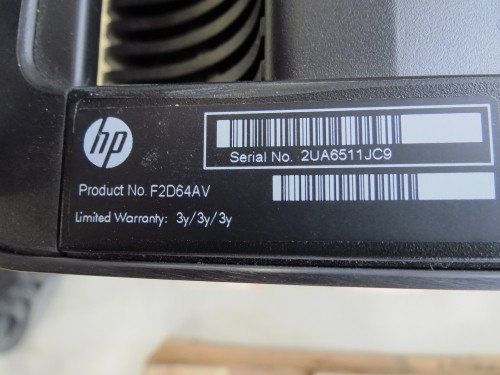 hp
Serial No. 2UA6511JC9
Product No. F2D64AV
Limited Warranty: 3y/3y/3y